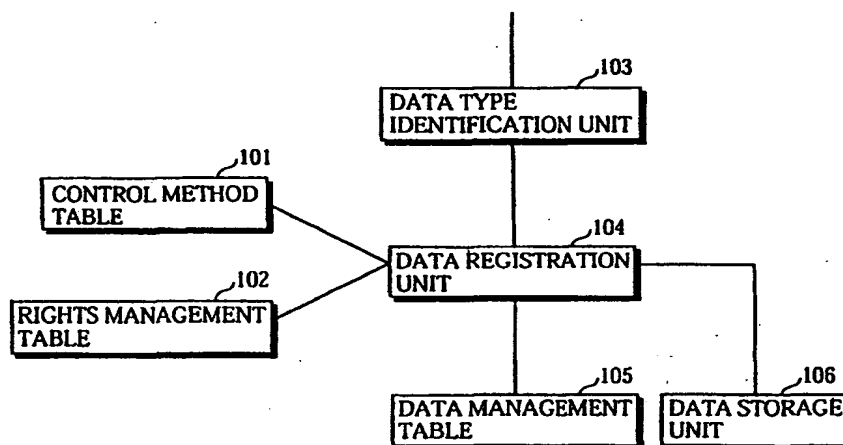 103
DATA TYPE
IDENTIFICATION UNIT
101
CONTROL METHOD
TABLE
104
DATA REGISTRATION
UNIT
102
RIGHTS MANAGEMENT
TABLE
105
DATA MANAGEMENT
TABLE
106
DATA STORAGE
UNIT